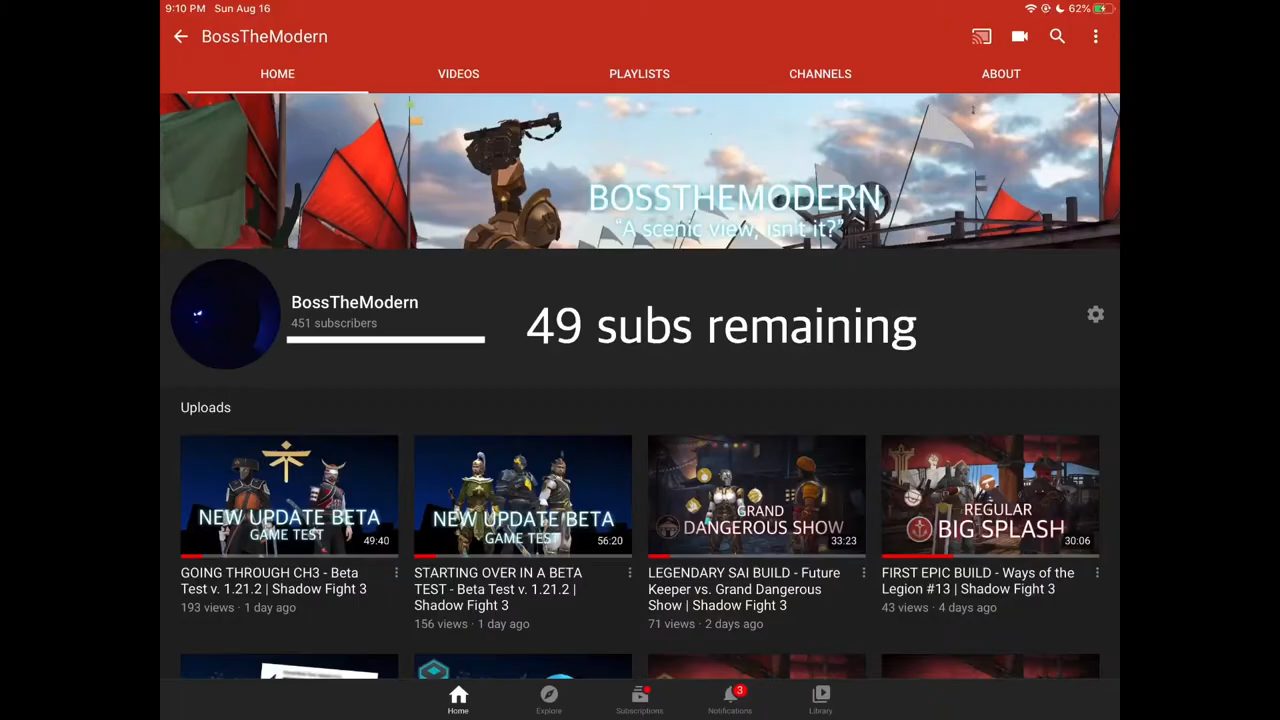 9:10 PM Sun Aug 16
62%
BossTheModern
HOME VIDEOS PLAYLISTS CHANNELS ABOUT
BOSSTHEMODERN
"A scenic view, isn't it?"
BossTheModern
451 subscribers
49 subs remaining
Uploads
NEW UPDATE BETA
GAME TEST
49:40
GOING THROUGH CH3 - Beta
Test v. 1.21.2 | Shadow Fight 3
193 views · 1 day ago
NEW UPDATE BETA
GAME TEST
56:20
STARTING OVER IN A BETA
TEST - Beta Test v. 1.21.2 |
Shadow Fight 3
156 views · 1 day ago
GRAND
DANGEROUS SHOW
33:23
LEGENDARY SAI BUILD - Future
Keeper vs. Grand Dangerous
Show | Shadow Fight 3
71 views · 2 days ago
REGULAR
BIG SPLASH
30:06
FIRST EPIC BUILD - Ways of the
Legion #13 | Shadow Fight 3
43 views · 4 days ago
3
Home Explore Subscriptions Notifications Library